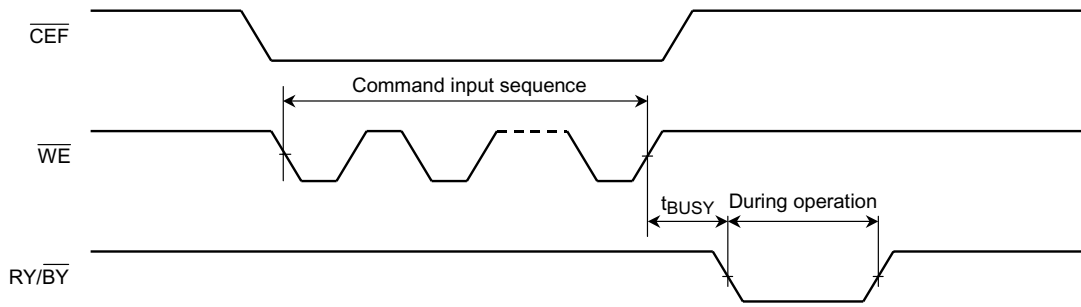 CEF
Command input sequence
WE
tBUSY
During operation
RY/BY